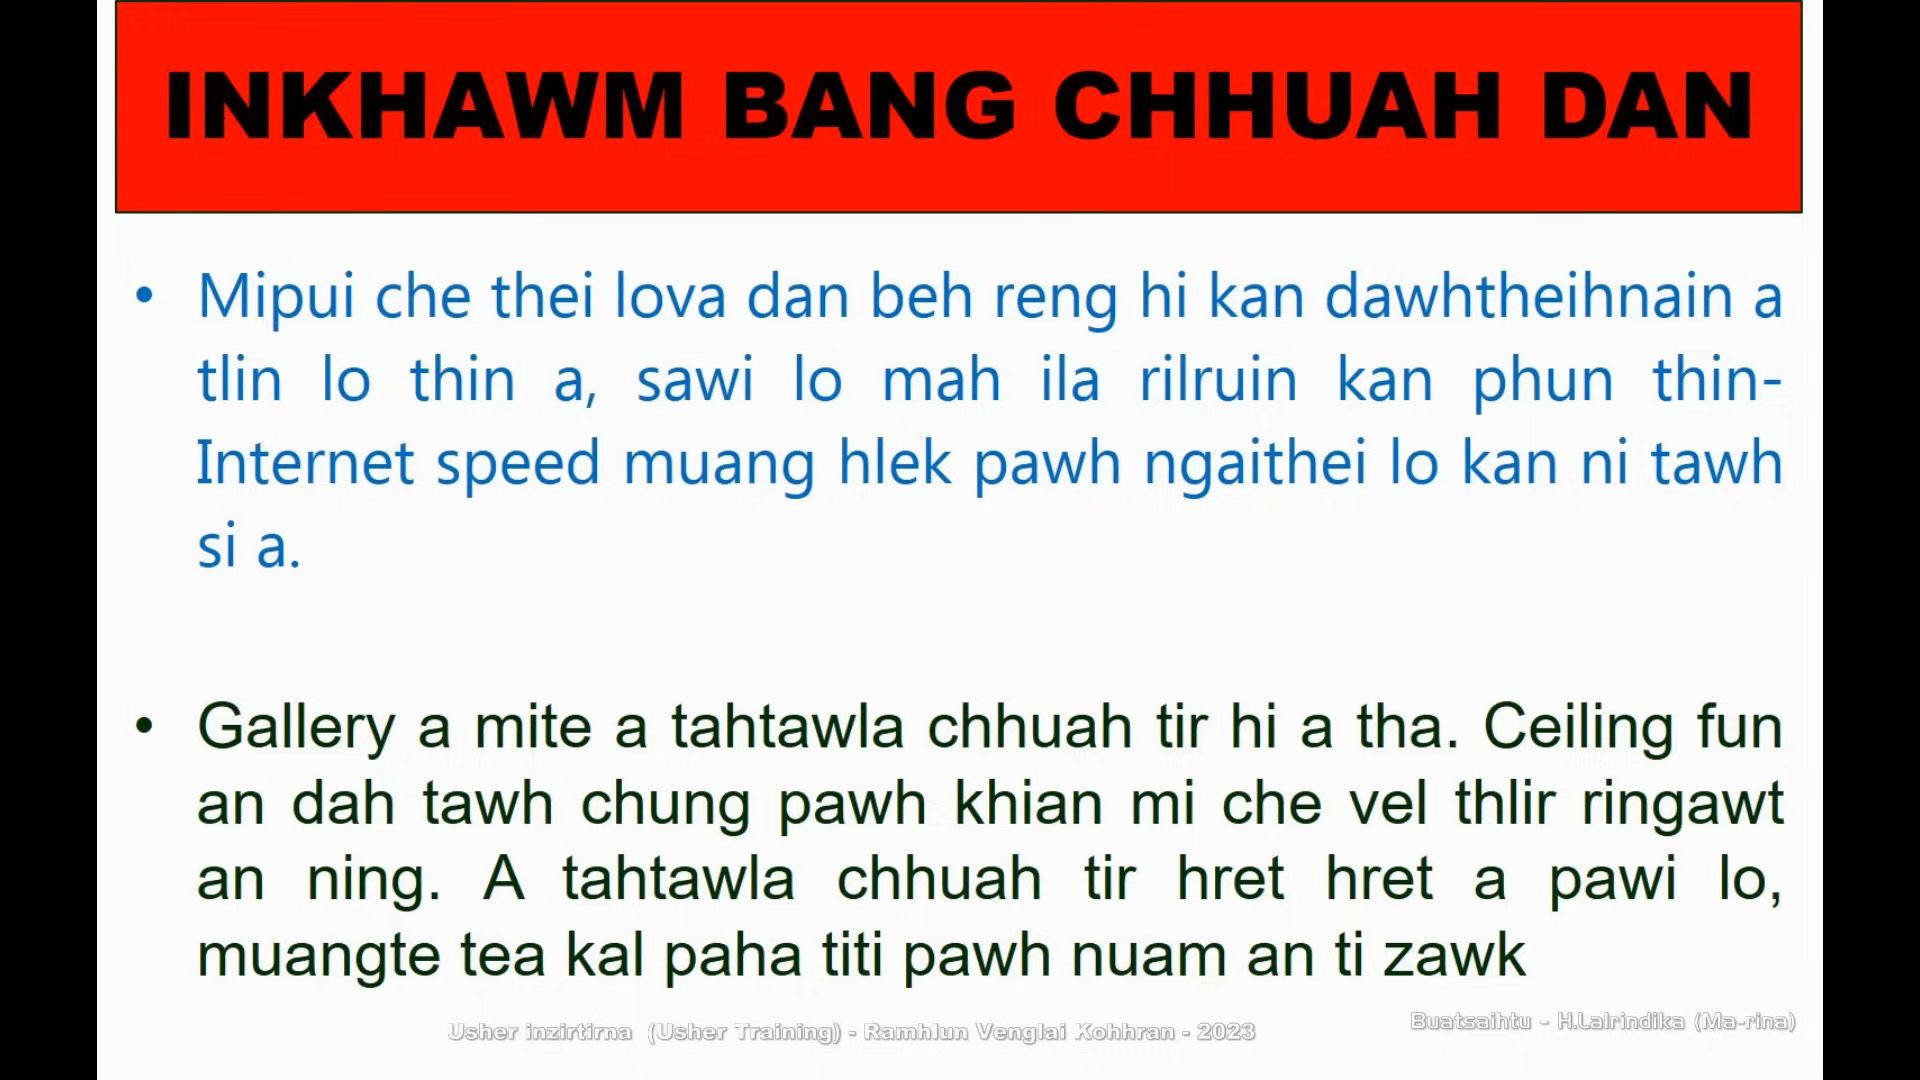 INKHAWM BANG CHHUAH DAN
• Mipui che thei lova dan beh reng hi kan dawhtheihnain a
tlin lo thin a, sawi lo mah ila rilruin kan phun thin-
Internet speed muang hlek pawh ngaithei lo kan ni tawh
si a.
• Gallery a mite a tahtawla chhuah tir hi a tha. Ceiling fun
an dah tawh chung pawh khian mi che vel thlir ringawt
an ning. A tahtawla chhuah tir hret hret a pawi lo,
muangte tea kal paha titi pawh nuam an ti zawk
Usher inzirtirna (Usher Training) - Ramhlun Venglai Kohhran - 2023
Buatsaihtu - H.Lalrindika (Ma-rina)